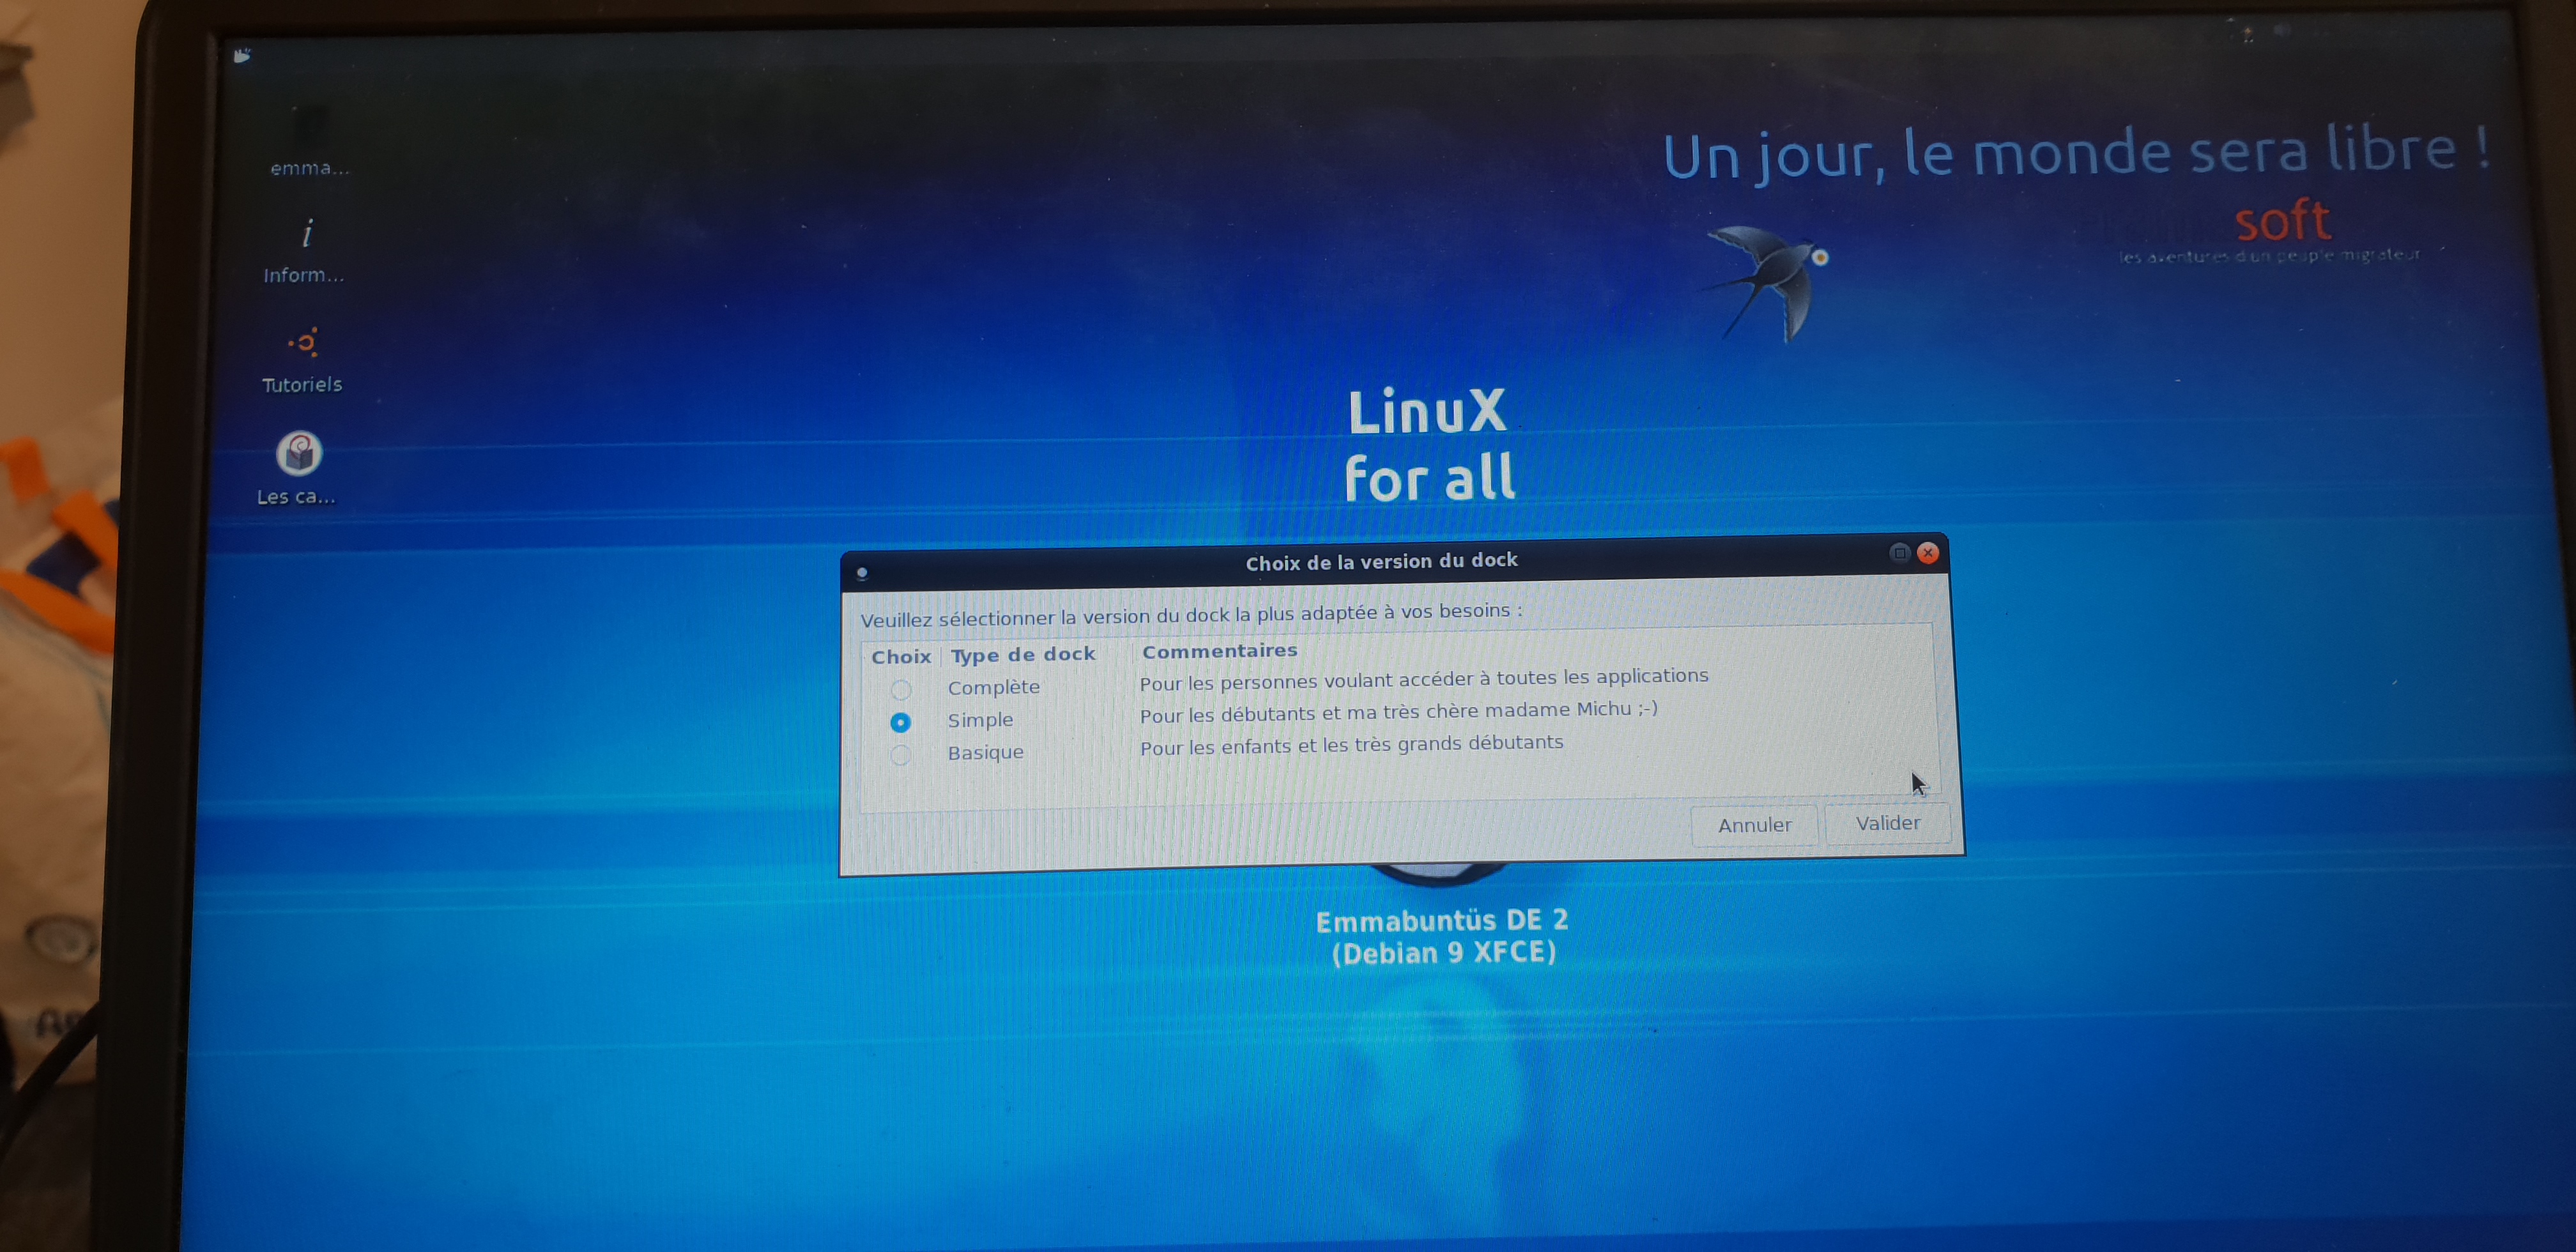 emma...
Inform...
Tutoriels
Les ca...
Un jour, le monde sera libre !
soft
les aventures d'un peuple migrateur
LinuX
for all
Choix de la version du dock
Veuillez sélectionner la version du dock la plus adaptée à vos besoins :
Choix Type de dock Commentaires
Complète Pour les personnes voulant accéder à toutes les applications
Simple Pour les débutants et ma très chère madame Michu ;-)
Basique Pour les enfants et les très grands débutants
Annuler Valider
Emmabuntüs DE 2
(Debian 9 XFCE)